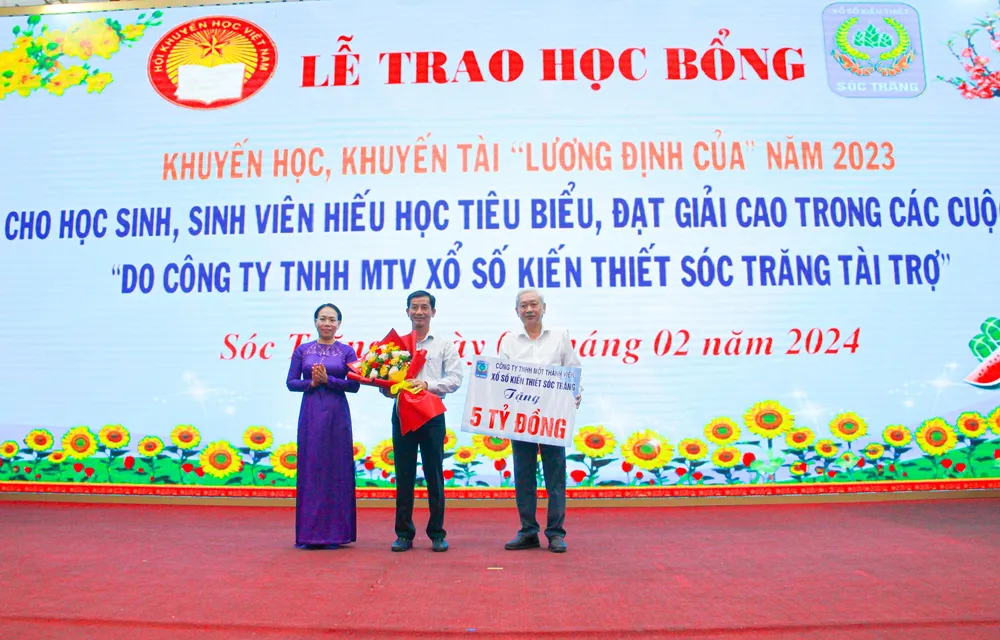 HỘI KHUYẾN HỌC VIỆT NAM
LỄ TRAO HỌC BỔNG
XỔ SỐ KIẾN THIẾT
SÓC TRĂNG
KHUYẾN HỌC, KHUYẾN TÀI “LƯƠNG ĐỊNH CỦA” NĂM 2023
CHO HỌC SINH, SINH VIÊN HIẾU HỌC TIÊU BIỂU, ĐẠT GIẢI CAO TRONG CÁC
“DO CÔNG TY TNHH MTV XỔ SỐ KIẾN THIẾT SÓC TRĂNG TÀI TRỢ”
Sóc 02 năm 2024
CÔNG TY TNHH MỘT THÀNH VIÊN
XỔ SỐ KIẾN THIẾT SÓC TRĂNG
Tặng
5 TỶ ĐỒNG